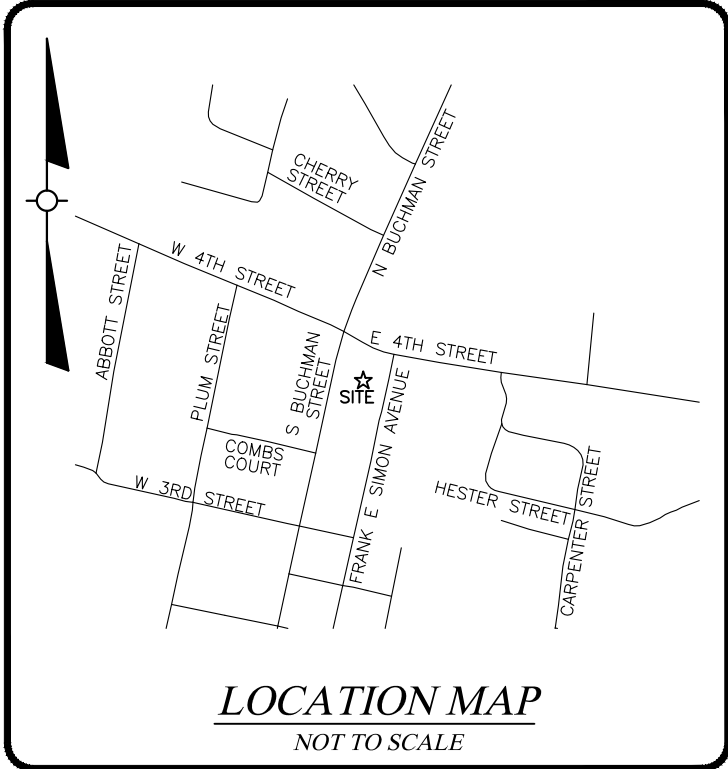 CHERRY
STREET
N BUCHMAN STREET
W 4TH STREET
ABBOTT STREET
PLUM STREET
S BUCHMAN
STREET
E 4TH STREET
SITE
FRANK E SIMON AVENUE
COMBS
COURT
W 3RD STREET
HESTER STREET
CARPENTER STREET
LOCATION MAP
NOT TO SCALE